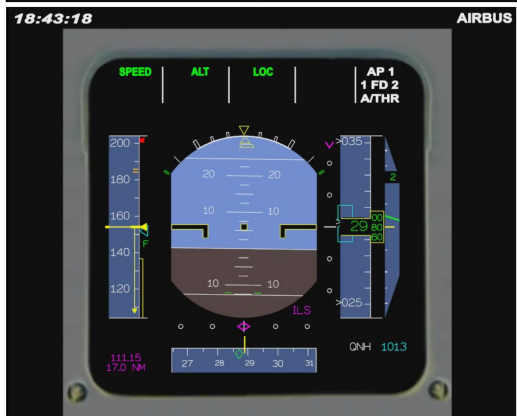 18:43:18 AIRBUS
SPEED ALT LOC AP 1
1 FD 2
A/THR
200
180
160
140
120
F
20 20
10 10
10 10
ILS
035
29
00
80
60
025
2
111.15
17.0 NM
27 28 29 30 31
QNH 1013